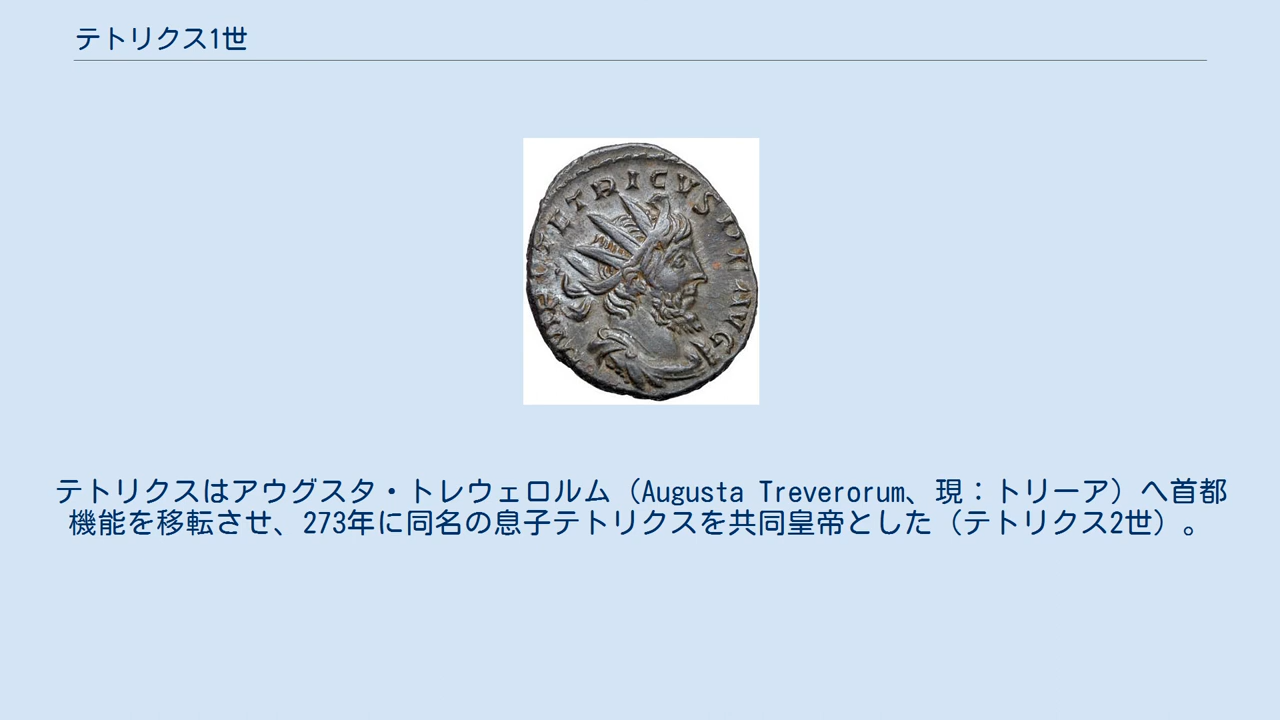 テトリクス1世
TETRICVS P F AVG
テトリクスはアウグスタ・トレウェロルム（Augusta Treverorum、現：トリーア）へ首都
機能を移転させ、273年に同名の息子テトリクスを共同皇帝とした（テトリクス2世）。